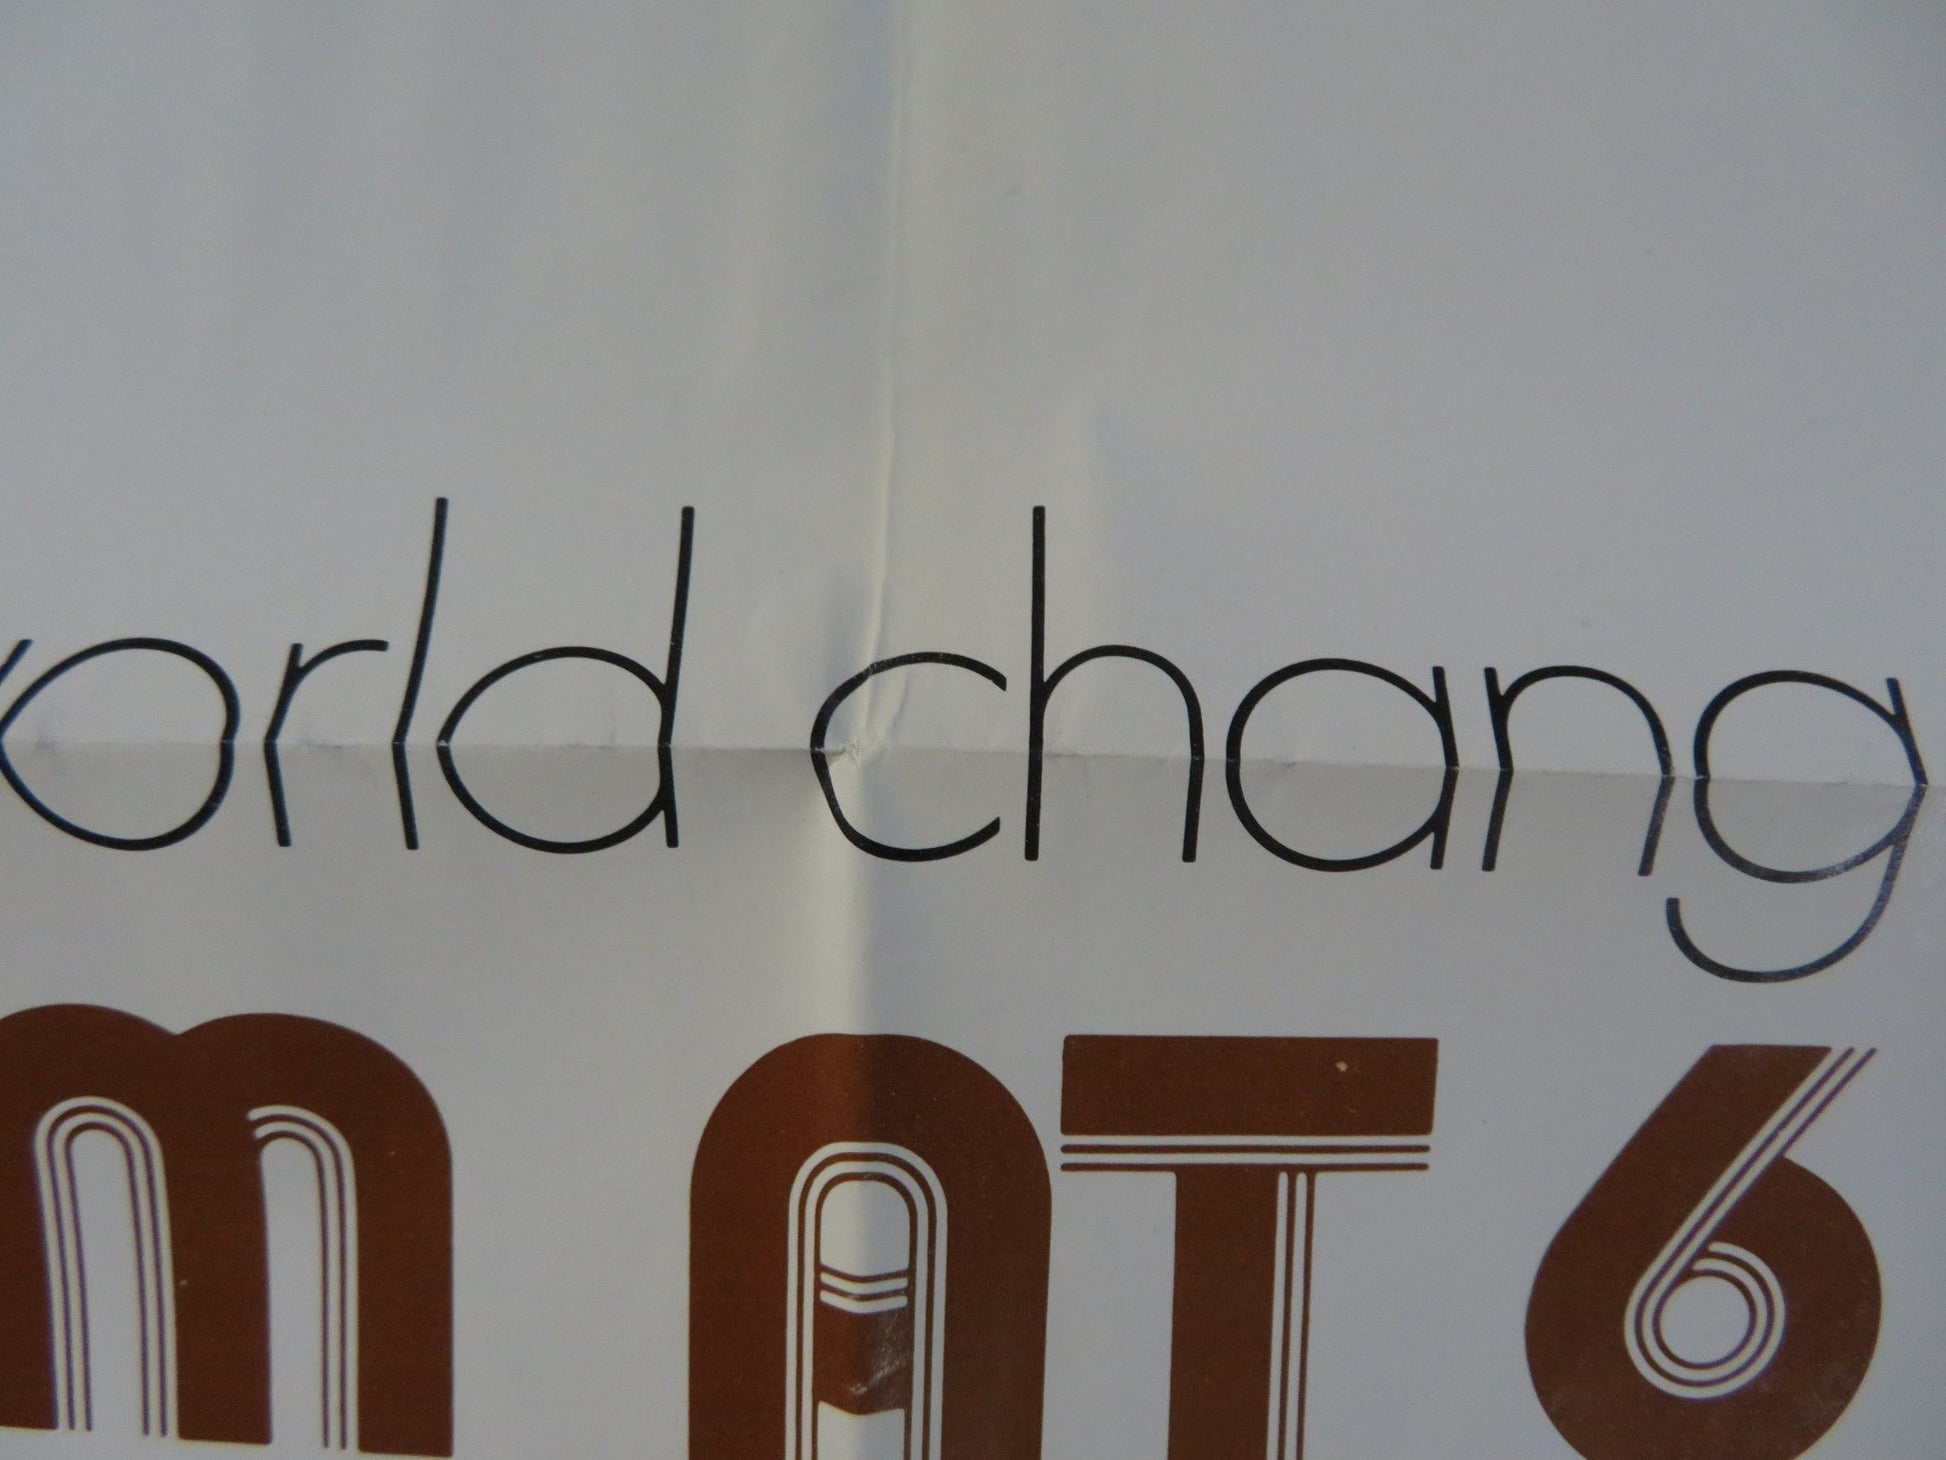 orld chang
m AT 6